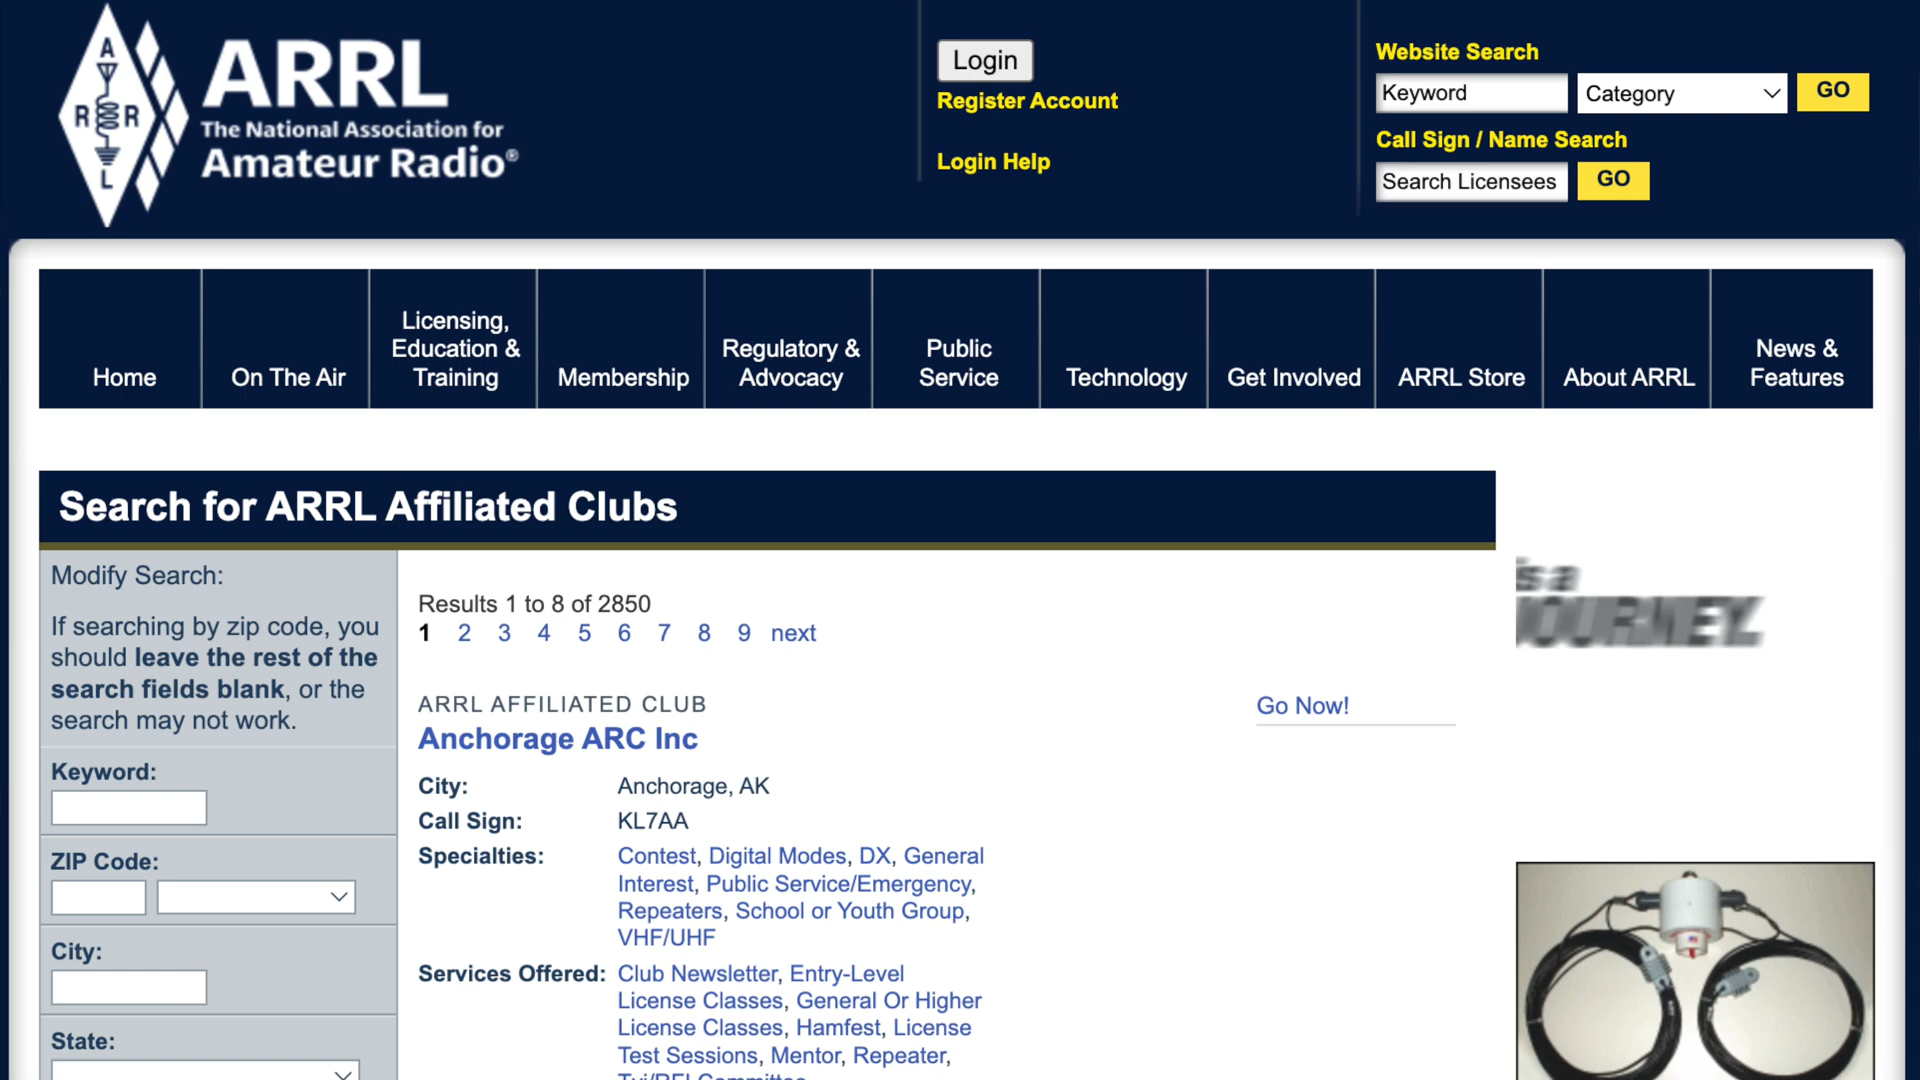 A
R R
L
ARRL
The National Association for
Amateur Radio®
Login
Register Account
Login Help
Website Search
Keyword Category GO
Call Sign / Name Search
Search Licensees GO
Home
On The Air
Licensing,
Education &
Training
Membership
Regulatory &
Advocacy
Public
Service
Technology
Get Involved
ARRL Store
About ARRL
News &
Features
Search for ARRL Affiliated Clubs
Modify Search:
If searching by zip code, you
should leave the rest of the
search fields blank, or the
search may not work.
Keyword:
ZIP Code:
City:
State:
Results 1 to 8 of 2850
1 2 3 4 5 6 7 8 9 next
ARRL AFFILIATED CLUB
Anchorage ARC Inc
Go Now!
City: Anchorage, AK
Call Sign: KL7AA
Specialties: Contest, Digital Modes, DX, General
Interest, Public Service/Emergency,
Repeaters, School or Youth Group,
VHF/UHF
Services Offered: Club Newsletter, Entry-Level
License Classes, General Or Higher
License Classes, Hamfest, License
Test Sessions, Mentor, Repeater,
Tvi/RFI Committee
is a
JOURNEY.